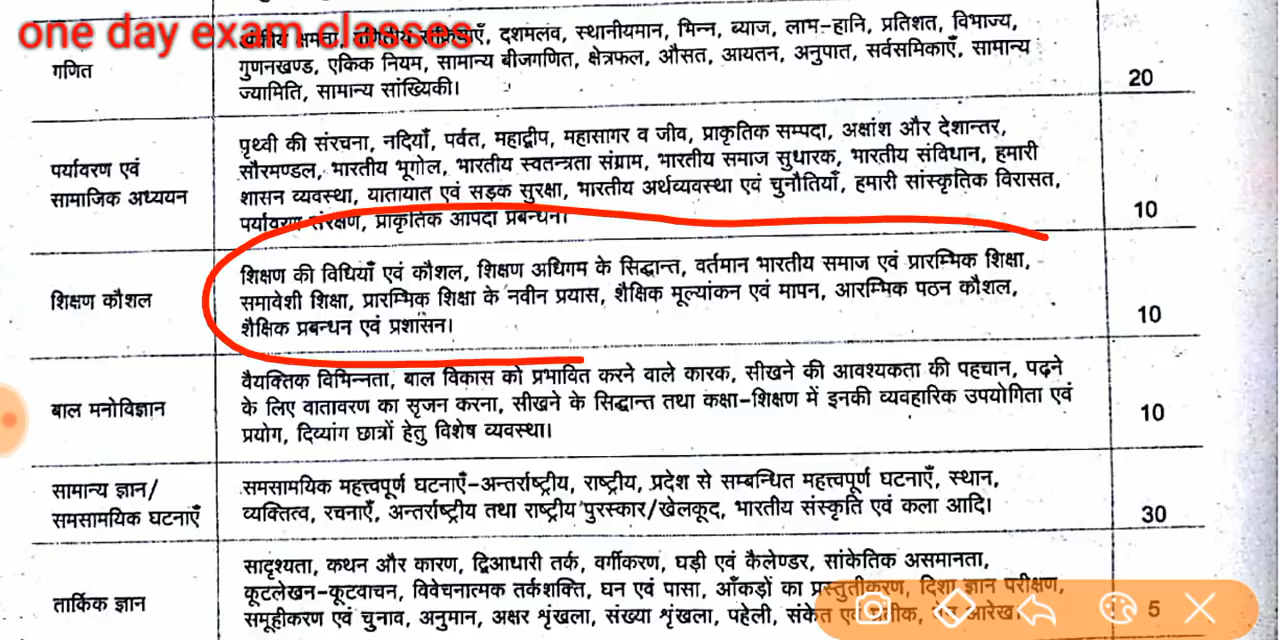 one day exam classes
दशमलव, स्थानीयमान, भिन्न, ब्याज, लाभ-हानि, प्रतिशत, विभाज्य,
गणित
गुणनखण्ड, एकिक नियम, सामान्य बीजगणित, क्षेत्रफल, औसत, आयतन, अनुपात, सर्वसमिकाएँ, सामान्य
ज्यामिति, सामान्य सांख्यिकी।
20
पर्यावरण एवं
सामाजिक अध्ययन
पृथ्वी की संरचना, नदियाँ, पर्वत, महाद्वीप, महासागर व जीव, प्राकृतिक सम्पदा, अक्षांश और देशान्तर,
सौरमण्डल, भारतीय भूगोल, भारतीय स्वतन्त्रता संग्राम, भारतीय समाज सुधारक, भारतीय संविधान, हमारी
शासन व्यवस्था, यातायात एवं सड़क सुरक्षा, भारतीय अर्थव्यवस्था एवं चुनौतियाँ, हमारी सांस्कृतिक विरासत,
पर्यावरण संरक्षण, प्राकृतिक आपदा प्रबन्धन।
10
शिक्षण कौशल
शिक्षण की विधियाँ एवं कौशल, शिक्षण अधिगम के सिद्धान्त, वर्तमान भारतीय समाज एवं प्रारम्भिक शिक्षा,
समावेशी शिक्षा, प्रारम्भिक शिक्षा के नवीन प्रयास, शैक्षिक मूल्यांकन एवं मापन, आरम्भिक पठन कौशल,
शैक्षिक प्रबन्धन एवं प्रशासन।
10
बाल मनोविज्ञान
वैयक्तिक विभिन्नता, बाल विकास को प्रभावित करने वाले कारक, सीखने की आवश्यकता की पहचान, पढ़ने
के लिए वातावरण का सृजन करना, सीखने के सिद्धान्त तथा कक्षा-शिक्षण में इनकी व्यवहारिक उपयोगिता एवं
प्रयोग, दिव्यांग छात्रों हेतु विशेष व्यवस्था।
10
सामान्य ज्ञान/
समसामयिक घटनाएँ
समसामयिक महत्त्वपूर्ण घटनाएँ-अन्तर्राष्ट्रीय, राष्ट्रीय, प्रदेश से सम्बन्धित महत्त्वपूर्ण घटनाएँ, स्थान,
व्यक्तित्व, रचनाएँ, अन्तर्राष्ट्रीय तथा राष्ट्रीय पुरस्कार/खेलकूद, भारतीय संस्कृति एवं कला आदि।
30
तार्किक ज्ञान
सादृश्यता, कथन और कारण, द्विआधारी तर्क, वर्गीकरण, घड़ी एवं कैलेण्डर, सांकेतिक असमानता,
कूटलेखन-कूटवाचन, विवेचनात्मक तर्कशक्ति, घन एवं पासा, आँकड़ों का प्रस्तुतीकरण, दिशा ज्ञान परीक्षण,
समूहीकरण एवं चुनाव, अनुमान, अक्षर शृंखला, संख्या शृंखला, पहेली, संकेत एवं प्रतीक, आरेख।
5